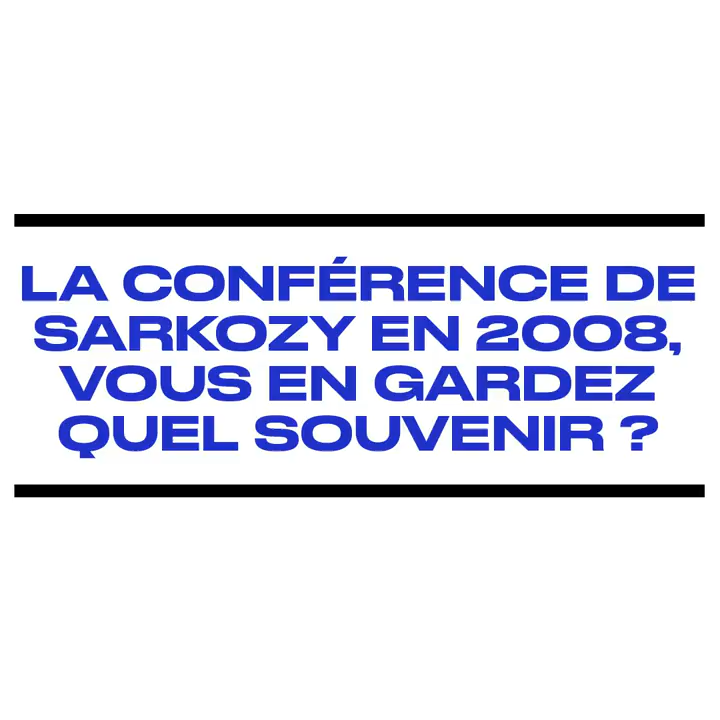 LA CONFÉRENCE DE
SARKOZY EN 2008,
VOUS EN GARDEZ
QUEL SOUVENIR ?